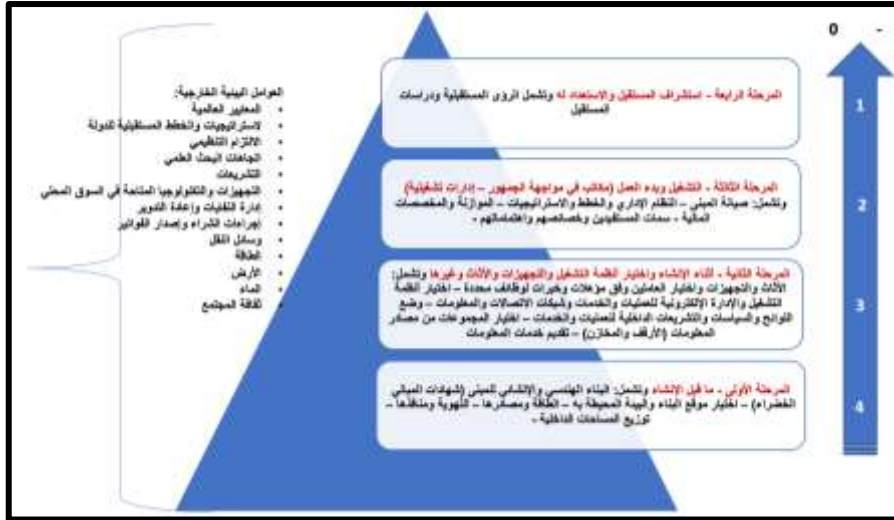 - 0
العوامل البيئية الخارجية:
• المعايير العالمية
• لاستراتيجيات والخطط المستقبلية للدولة
• الالتزام التنظيمي
• اتجاهات البحث العلمي
• التشريعات
• التجهيزات والتكنولوجيا المتاحة في السوق المحلي
• إدارة النفايات وإعادة التدوير
• إجراءات الشراء وإصدار الفواتير
• وسائل النقل
• الطاقة
• الأرض
• الماء
• ثقافة المجتمع
المرحلة الرابعة - استشراف المستقبل والاستعداد له وتشمل الرؤى المستقبلية ودراسات
المستقبل
1
المرحلة الثالثة - التشغيل وبدء العمل (مكاتب في مواجهة الجمهور – إدارات تشغيلية)
وتشمل: صيانة المبنى – النظام الإداري والخطط والاستراتيجيات – الموازنة والمخصصات
المالية - سمات المستفيدين وخصائصهم واهتماماتهم -
2
المرحلة الثانية - أثناء الإنشاء واختيار أنظمة التشغيل والتجهيزات والأثاث وغيرها وتشمل:
الأثاث والتجهيزات واختيار العاملين وفق مؤهلات وخبرات لوظائف محددة – اختيار أنظمة
التشغيل والإدارة الإلكترونية للعمليات والخدمات وشبكات الاتصالات والمعلومات – وضع
اللوائح والسياسات والتشريعات الداخلية للعمليات والخدمات – اختيار المجموعات من مصادر
المعلومات (الأرفف والمخازن) – تقديم خدمات المعلومات
3
المرحلة الأولى - ما قبل الإنشاء وتشمل: البناء الهندسي والإنشائي للمبنى (شهادات المباني
الخضراء) – اختيار موقع البناء والبيئة المحيطة به – الطاقة ومصادرها – التهوية ومنافذها –
توزيع المساحات الداخلية -
4